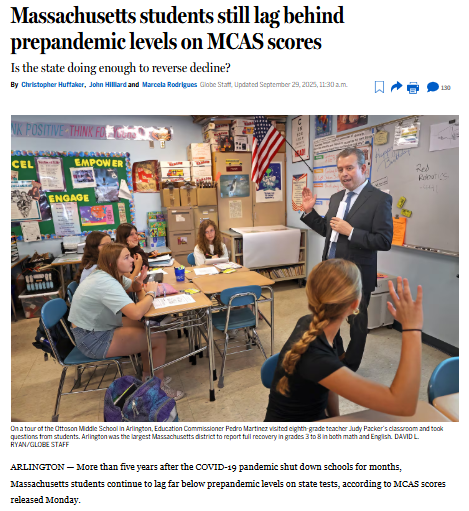 Massachusetts students still lag behind
prepandemic levels on MCAS scores
Is the state doing enough to reverse decline?
By Christopher Huffaker, John Hilliard and Marcela Rodrigues Globe Staff, Updated September 29, 2025, 11:30 a.m.
130
NK POSITIVE THINK
CEL
EMPOWER
ENGAGE
Red
On a tour of the Ottoson Middle School in Arlington, Education Commissioner Pedro Martinez visited eighth-grade teacher Judy Packer's classroom and took
questions from students. Arlington was the largest Massachusetts district to report full recovery in grades 3 to 8 in both math and English. DAVID L.
RYAN/GLOBE STAFF
ARLINGTON — More than five years after the COVID-19 pandemic shut down schools for months,
Massachusetts students continue to lag far below prepandemic levels on state tests, according to MCAS scores
released Monday.